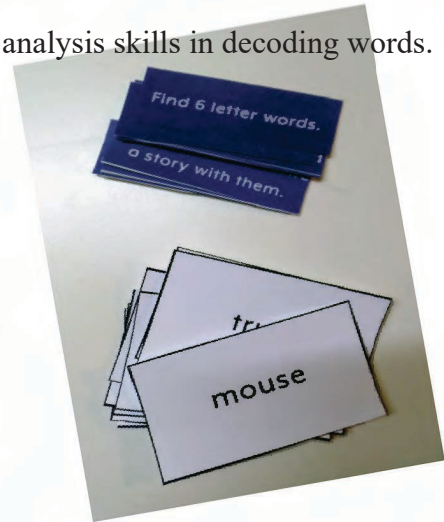 analysis skills in decoding words.
Find 6 letter words.
a story with them.
mouse